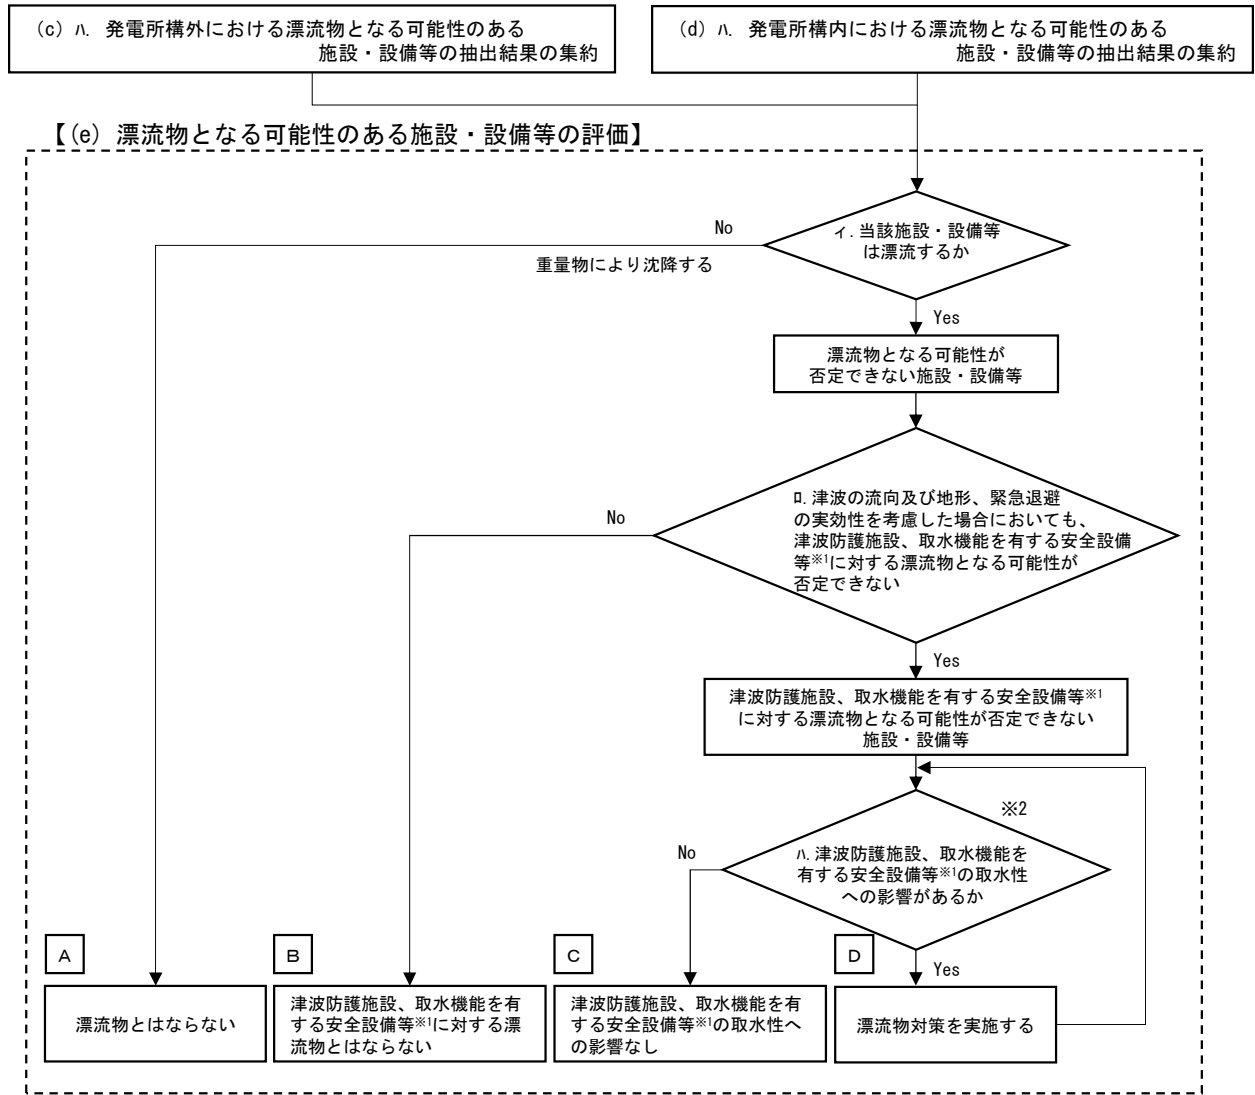 (c) ハ. 発電所構外における漂流物となる可能性のある
施設・設備等の抽出結果の集約
(d) ハ. 発電所構内における漂流物となる可能性のある
施設・設備等の抽出結果の集約
【(e) 漂流物となる可能性のある施設・設備等の評価】
イ. 当該施設・設備等
は漂流するか
No
重量物により沈降する
Yes
漂流物となる可能性が
否定できない施設・設備等
ロ. 津波の流向及び地形、緊急退避
の実効性を考慮した場合においても、
津波防護施設、取水機能を有する安全設備
等※1に対する漂流物となる可能性が
否定できない
No
Yes
津波防護施設、取水機能を有する安全設備等※1
に対する漂流物となる可能性が否定できない
施設・設備等
※2
ハ. 津波防護施設、取水機能を
有する安全設備等※1の取水性
への影響があるか
No
Yes
A
漂流物とはならない
B
津波防護施設、取水機能を有
する安全設備等※1に対する漂
流物とはならない
C
津波防護施設、取水機能を有
する安全設備等※1の取水性へ
の影響なし
D
漂流物対策を実施する